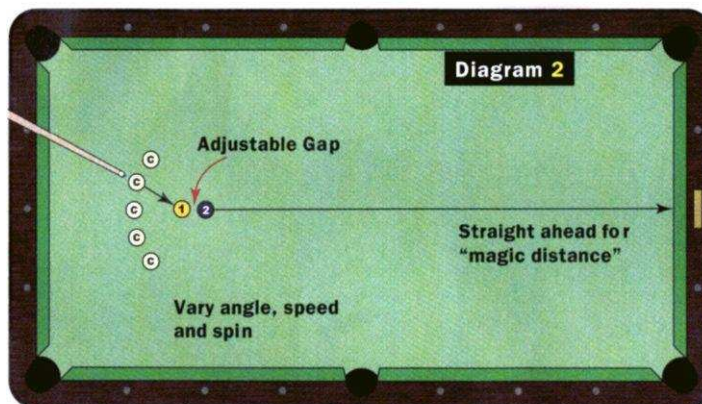 Diagram 2
Adjustable Gap
C
C
C
1
2
C
C
Straight ahead for
"magic distance"
Vary angle, speed
and spin